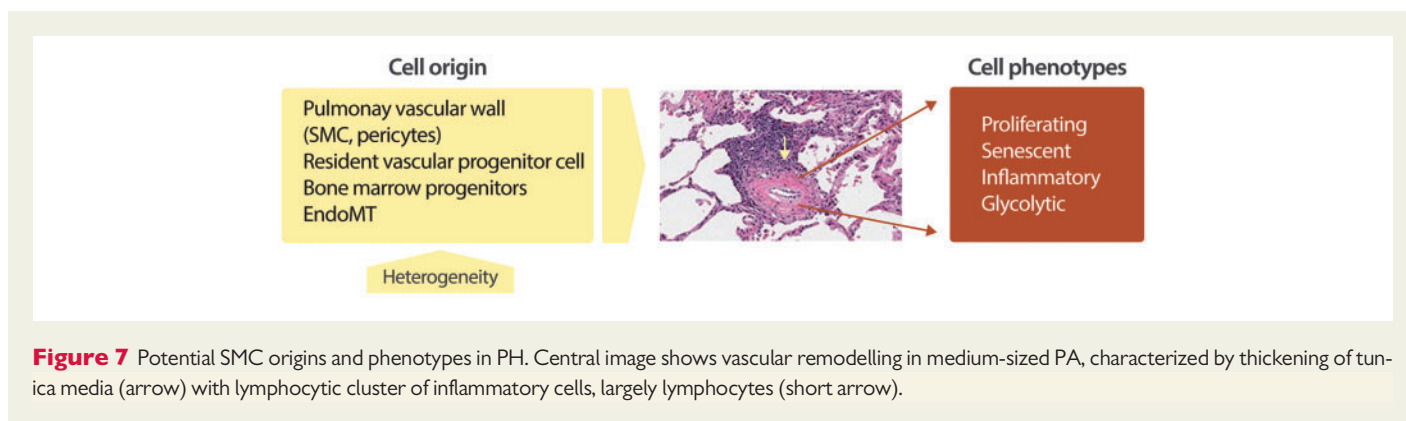 Cell origin
Pulmonay vascular wall
(SMC, pericytes)
Resident vascular progenitor cell
Bone marrow progenitors
EndoMT
Heterogeneity
Cell phenotypes
Proliferating
Senescent
Inflammatory
Glycolytic
Figure 7 Potential SMC origins and phenotypes in PH. Central image shows vascular remodelling in medium-sized PA, characterized by thickening of tun-
ica media (arrow) with lymphocytic cluster of inflammatory cells, largely lymphocytes (short arrow).